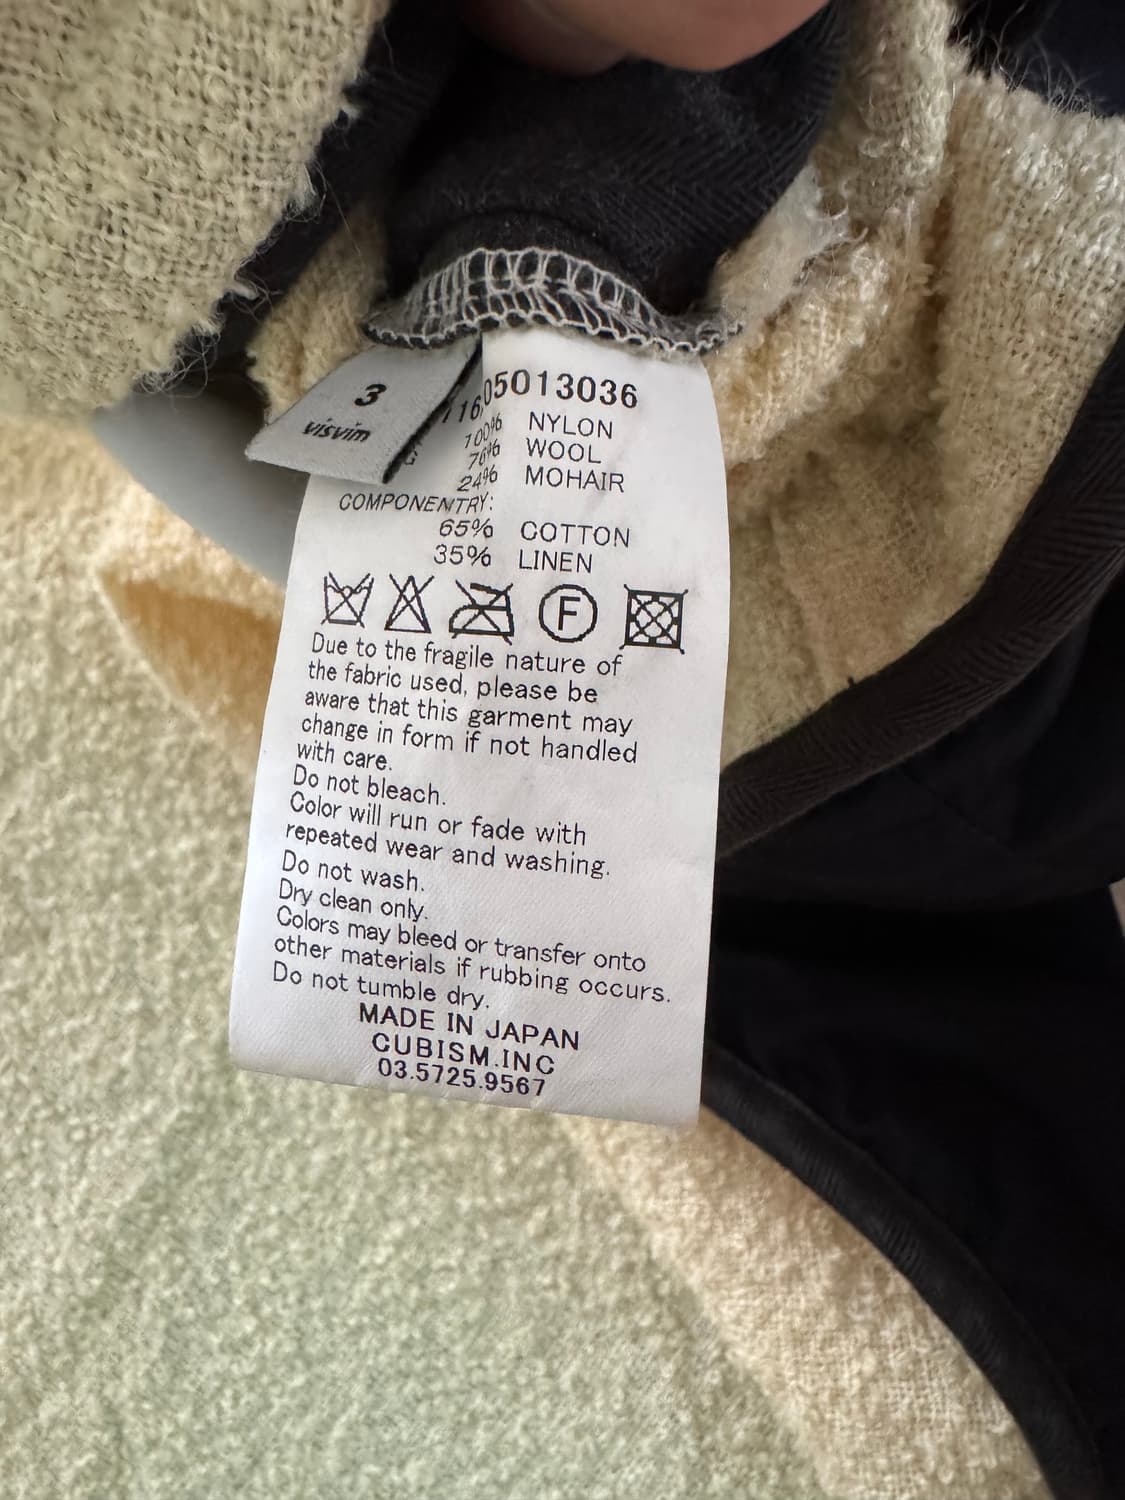 3
visvim
05013036
100% NYLON
76% WOOL
24% MOHAIR
COMPONENTRY:
65% COTTON
35% LINEN
F
Due to the fragile nature of
the fabric used, please be
aware that this garment may
change in form if not handled
with care.
Do not bleach.
Color will run or fade with
repeated wear and washing.
Do not wash.
Dry clean only.
Colors may bleed or transfer onto
other materials if rubbing occurs.
Do not tumble dry.
MADE IN JAPAN
CUBISM.INC
03.5725.9567